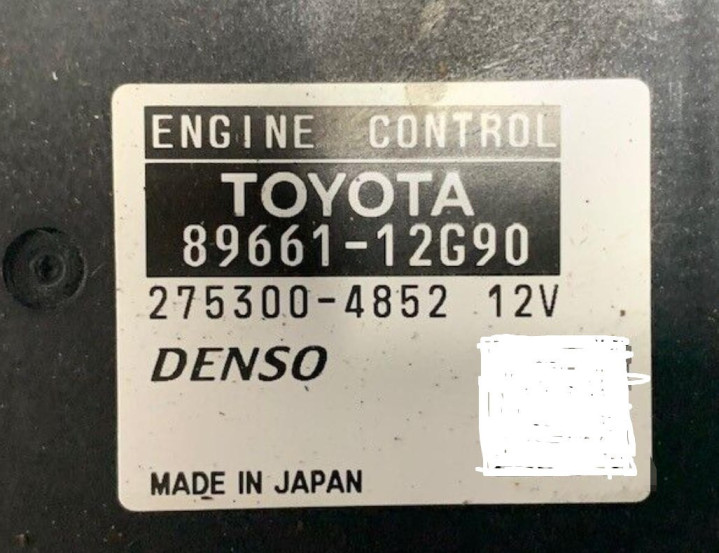 ENGINE CONTROL
TOYOTA
89661-12G90
275300-4852 12V
DENSO
MADE IN JAPAN